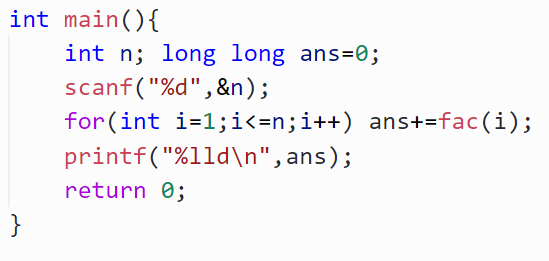 int main(){
    int n; long long ans=0;
    scanf("%d",&n);
    for(int i=1;i<=n;i++) ans+=fac(i);
    printf("%lld\n",ans);
    return 0;
}